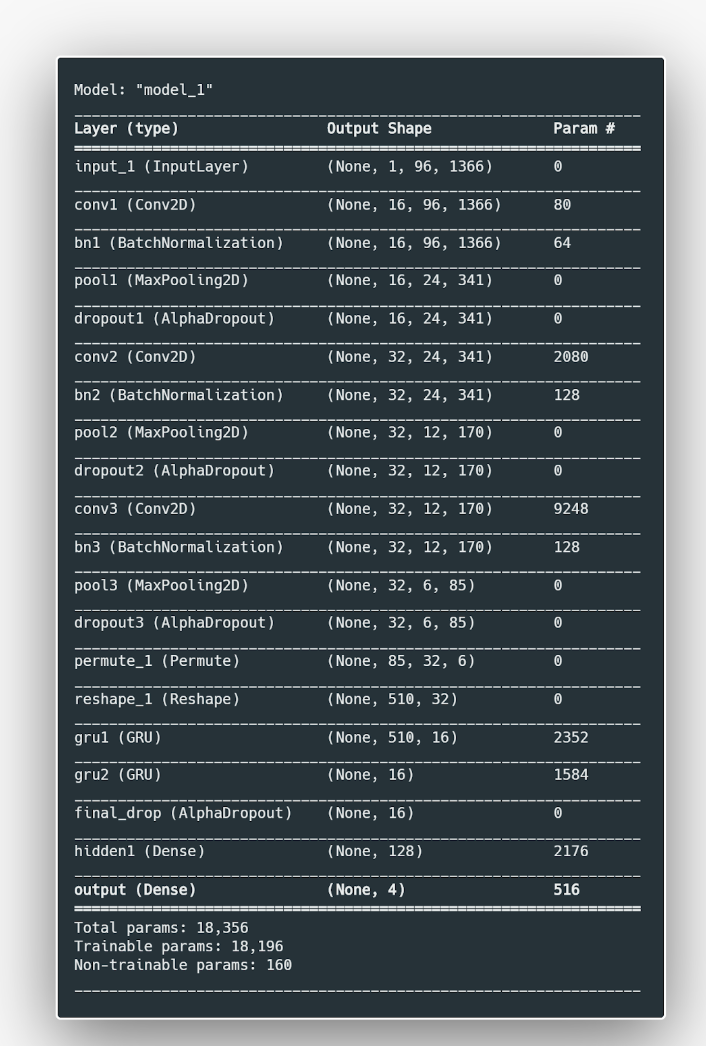 Model: "model_1"
Layer (type) Output Shape Param #
input_1 (InputLayer) (None, 1, 96, 1366) 0
conv1 (Conv2D) (None, 16, 96, 1366) 80
bn1 (BatchNormalization) (None, 16, 96, 1366) 64
pool1 (MaxPooling2D) (None, 16, 24, 341) 0
dropout1 (AlphaDropout) (None, 16, 24, 341) 0
conv2 (Conv2D) (None, 32, 24, 341) 2080
bn2 (BatchNormalization) (None, 32, 24, 341) 128
pool2 (MaxPooling2D) (None, 32, 12, 170) 0
dropout2 (AlphaDropout) (None, 32, 12, 170) 0
conv3 (Conv2D) (None, 32, 12, 170) 9248
bn3 (BatchNormalization) (None, 32, 12, 170) 128
pool3 (MaxPooling2D) (None, 32, 6, 85) 0
dropout3 (AlphaDropout) (None, 32, 6, 85) 0
permute_1 (Permute) (None, 85, 32, 6) 0
reshape_1 (Reshape) (None, 510, 32) 0
gru1 (GRU) (None, 510, 16) 2352
gru2 (GRU) (None, 16) 1584
final_drop (AlphaDropout) (None, 16) 0
hidden1 (Dense) (None, 128) 2176
output (Dense) (None, 4) 516
Total params: 18,356
Trainable params: 18,196
Non-trainable params: 160